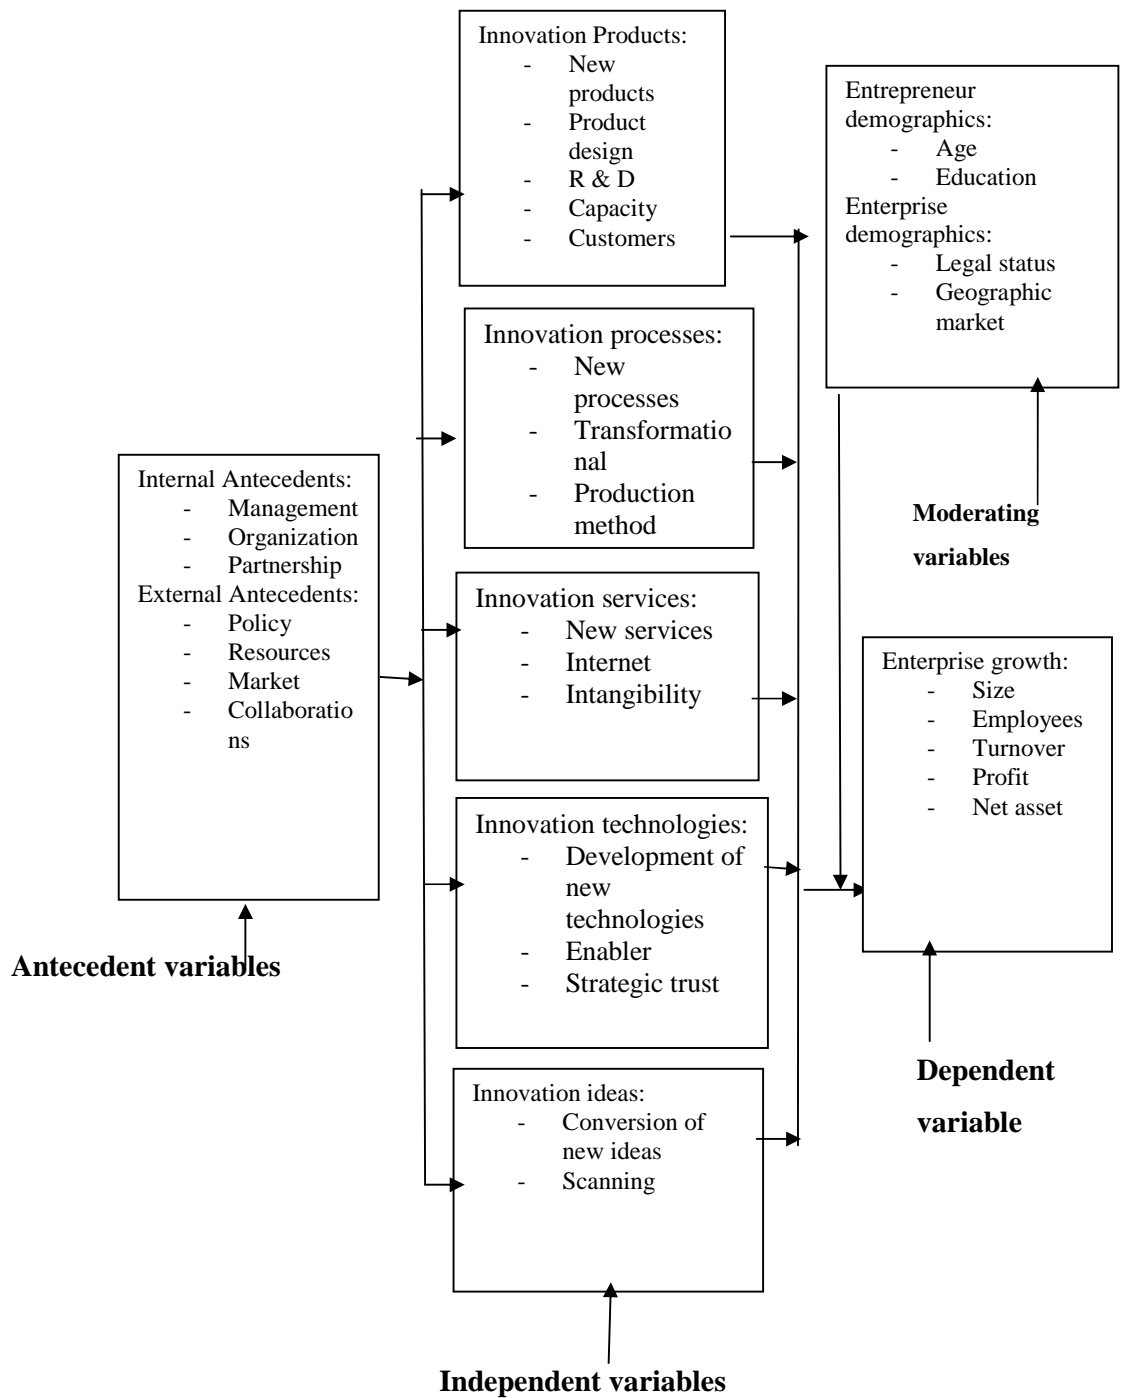 Innovation Products:
- New
products
- Product
design
- R & D
- Capacity
- Customers
Entrepreneur
demographics:
- Age
- Education
Enterprise
demographics:
- Legal status
- Geographic
market
Innovation processes:
- New
processes
- Transformatio
nal
- Production
method
Moderating
variables
Internal Antecedents:
- Management
- Organization
- Partnership
External Antecedents:
- Policy
- Resources
- Market
- Collaboratio
ns
Antecedent variables
Innovation services:
- New services
- Internet
- Intangibility
Enterprise growth:
- Size
- Employees
- Turnover
- Profit
- Net asset
Innovation technologies:
- Development of
new
technologies
- Enabler
- Strategic trust
Dependent
variable
Innovation ideas:
- Conversion of
new ideas
- Scanning
Independent variables